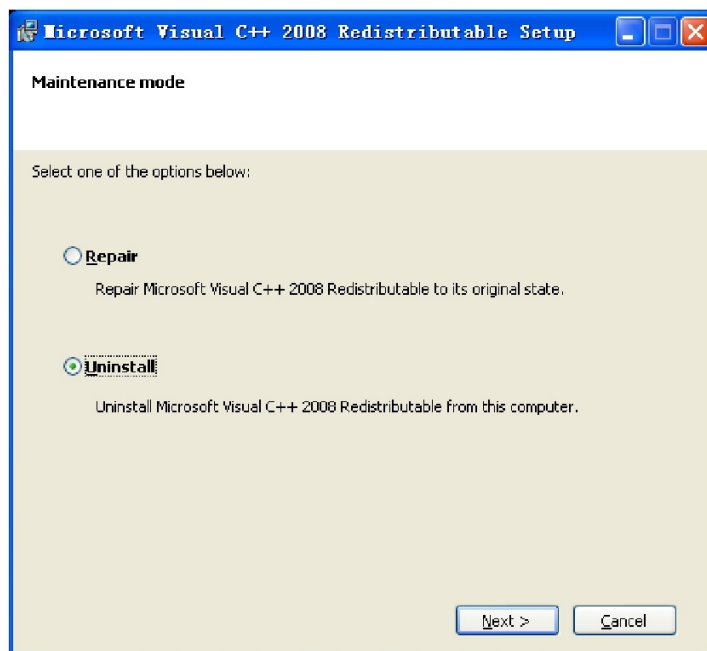 Microsoft Visual C++ 2008 Redistributable Setup
Maintenance mode
Select one of the options below:
Repair
Repair Microsoft Visual C++ 2008 Redistributable to its original state.
Uninstall
Uninstall Microsoft Visual C++ 2008 Redistributable from this computer.
Next >
Cancel